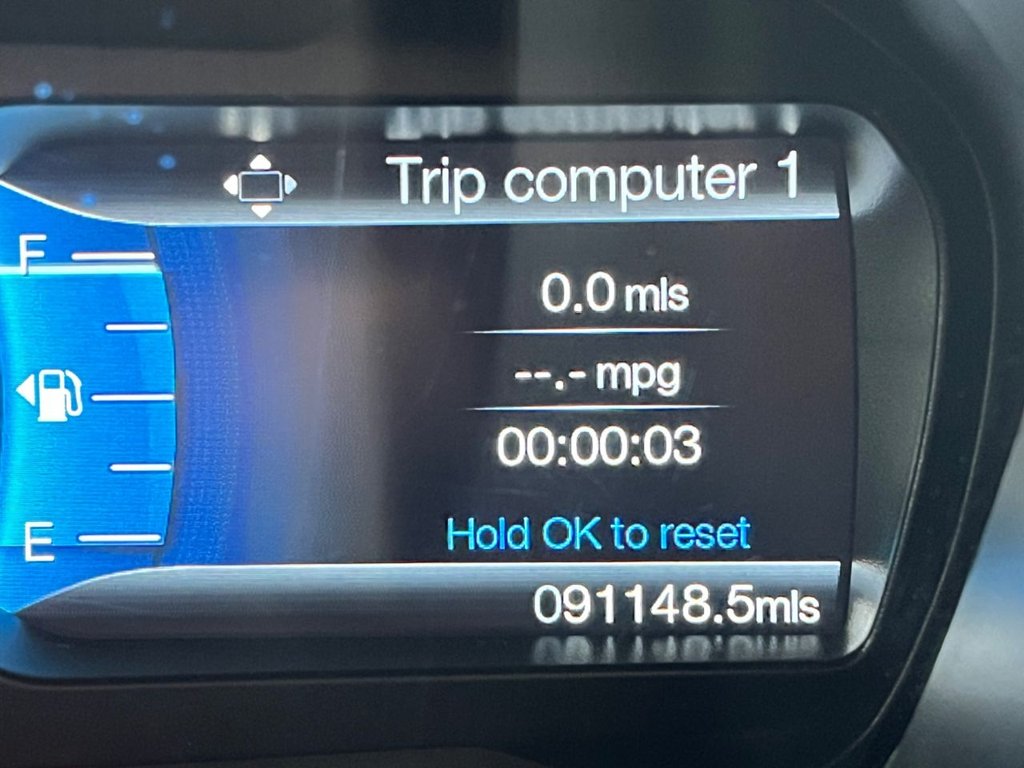 Trip computer 1
F
0.0 mls
--.- mpg
00:00:03
E
Hold OK to reset
091148.5mls